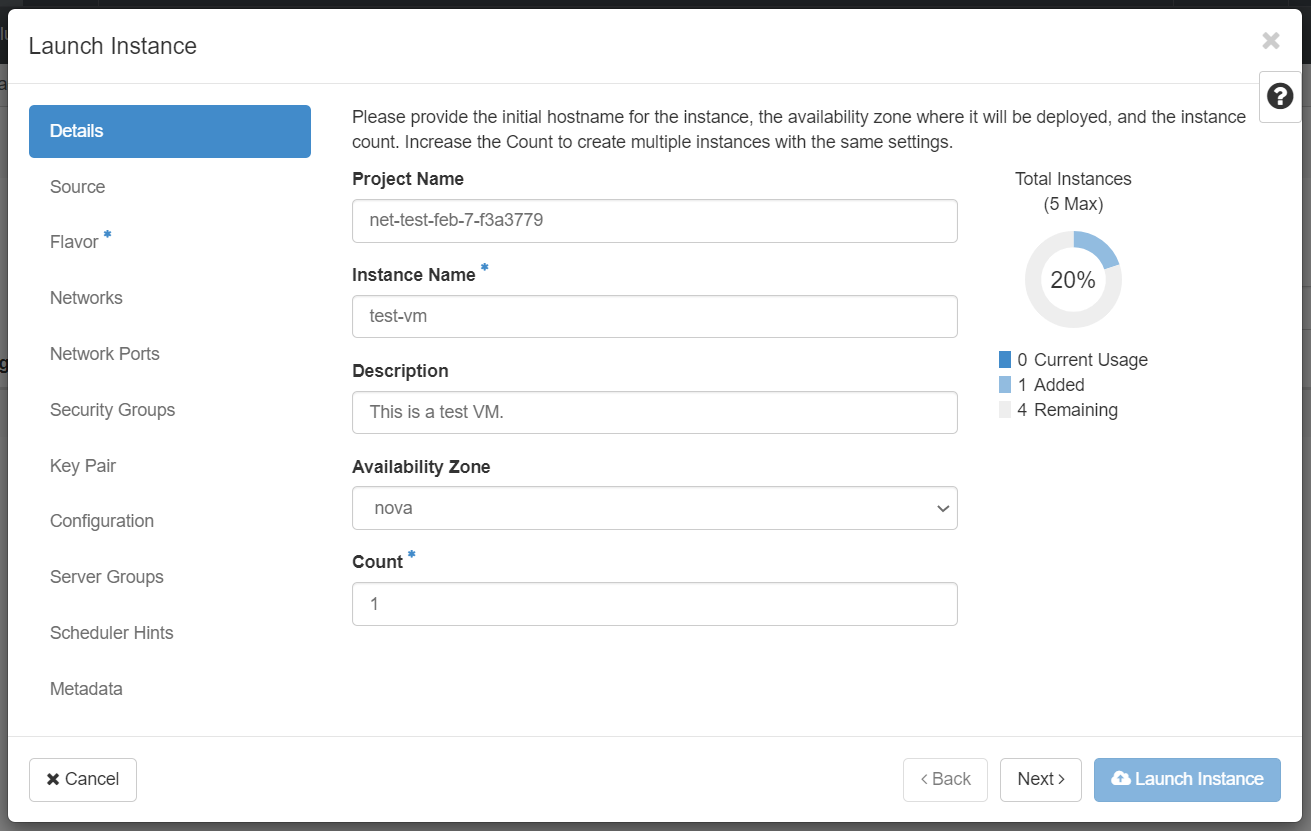 Launch Instance
Details
Source
Flavor *
Networks
Network Ports
Security Groups
Key Pair
Configuration
Server Groups
Scheduler Hints
Metadata
Please provide the initial hostname for the instance, the availability zone where it will be deployed, and the instance
count. Increase the Count to create multiple instances with the same settings.
Project Name
net-test-feb-7-f3a3779
Instance Name *
test-vm
Description
This is a test VM.
Availability Zone
nova
Count *
1
Total Instances
(5 Max)
20%
0 Current Usage
1 Added
4 Remaining
Cancel
< Back
Next >
Launch Instance